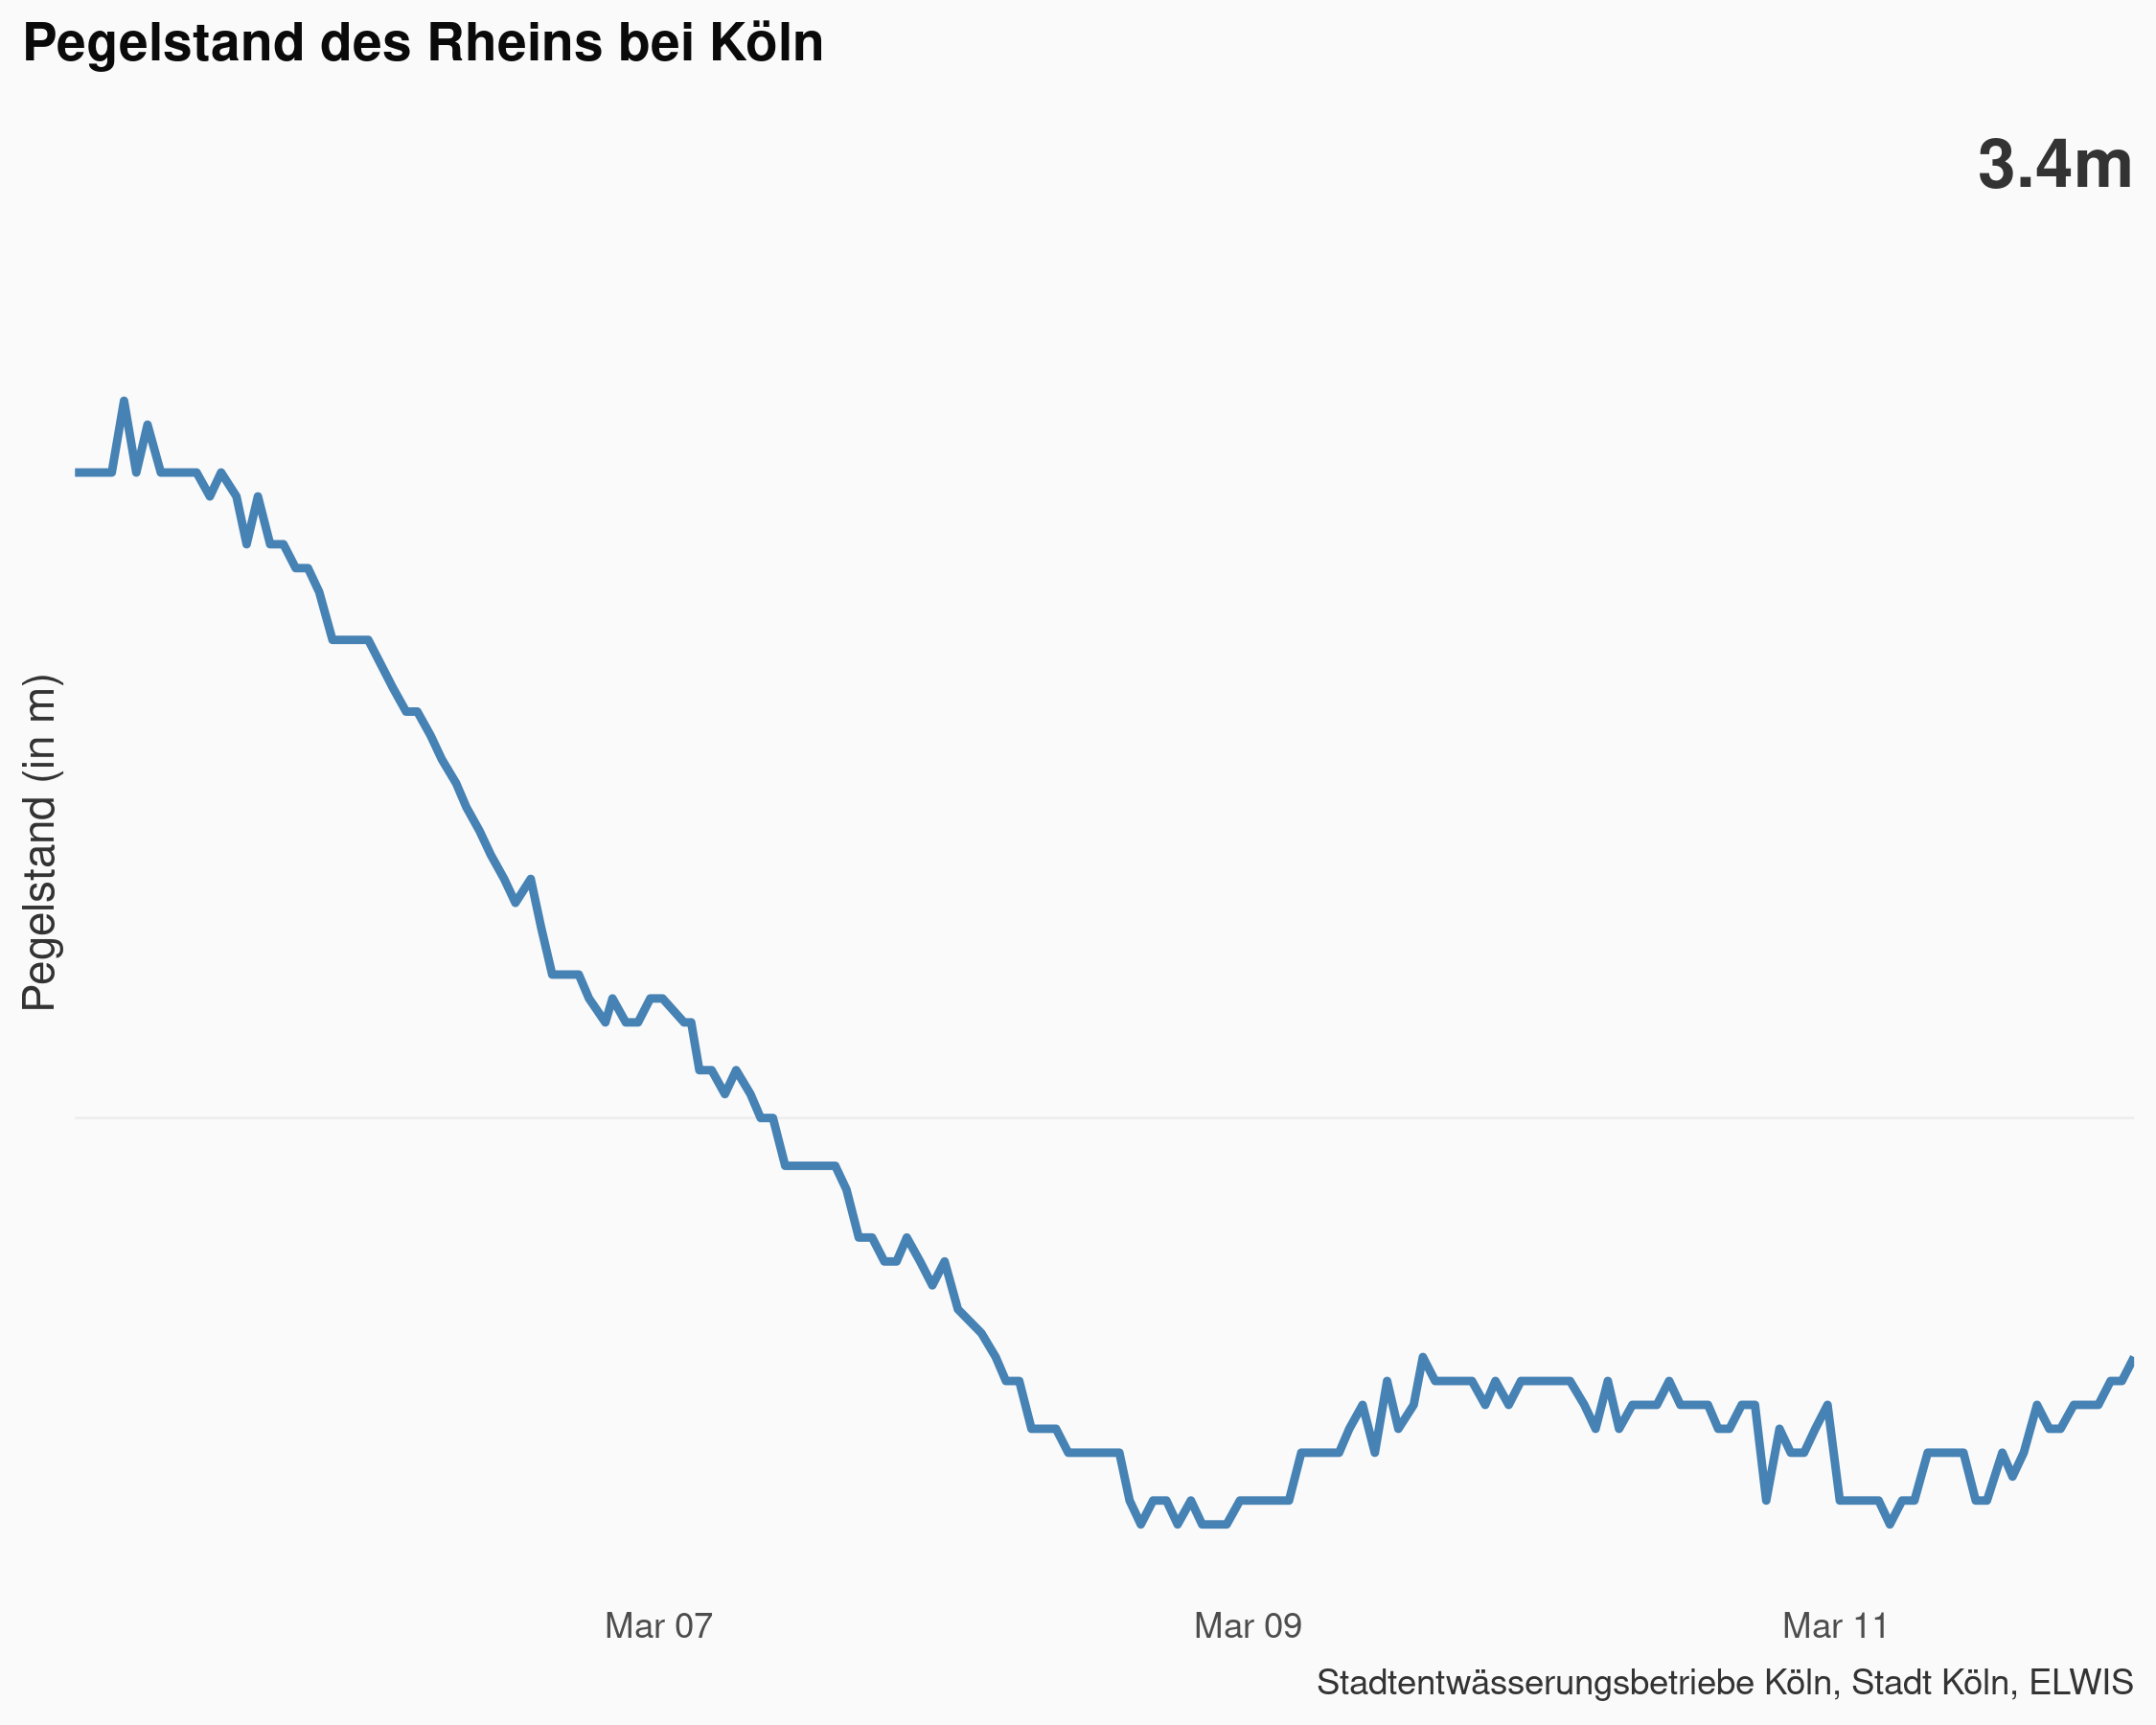 Pegelstand des Rheins bei Köln
3.4m
Pegelstand (in m)
Mar 07
Mar 09
Mar 11
Stadtentwässerungsbetriebe Köln, Stadt Köln, ELWIS